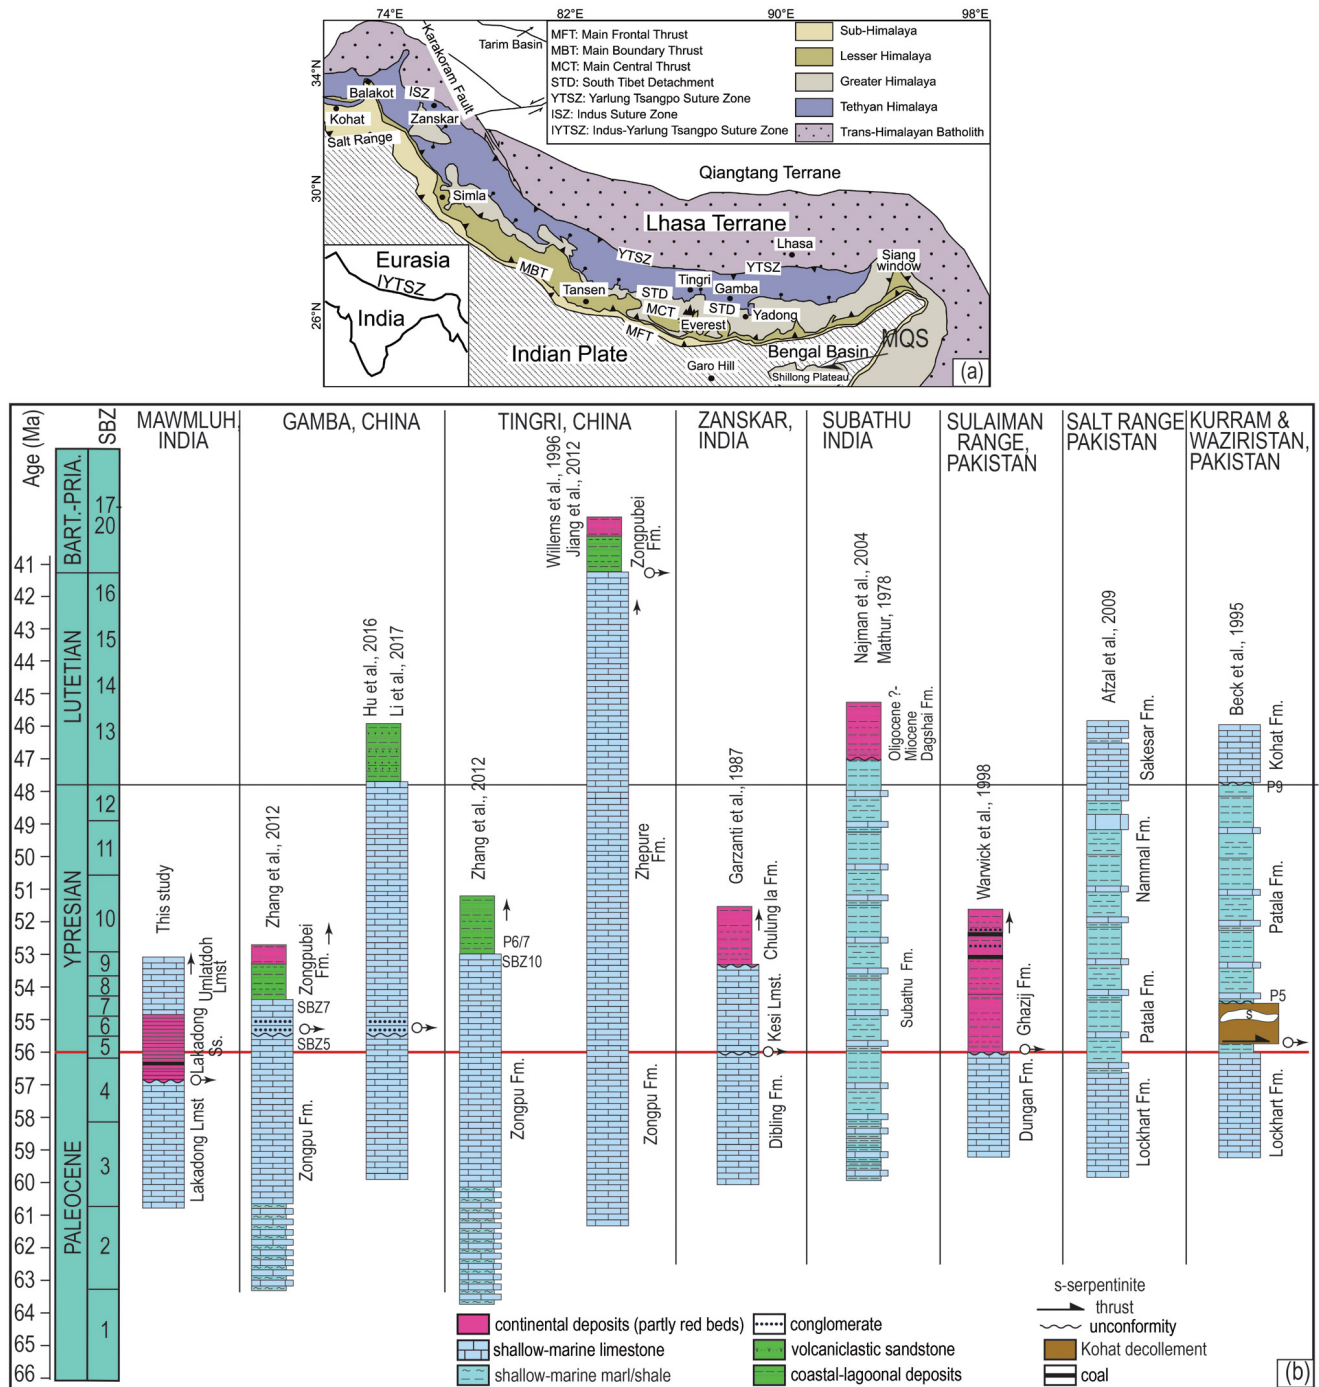 74°E
82°E
90°E
98°E
34°N
30°N
26°N
Karakoram Fault
Tarim Basin
MFT: Main Frontal Thrust
MBT: Main Boundary Thrust
MCT: Main Central Thrust
STD: South Tibet Detachment
YTSZ: Yarlung Tsangpo Suture Zone
ISZ: Indus Suture Zone
IYTSZ: Indus-Yarlung Tsangpo Suture Zone
Sub-Himalaya
Lesser Himalaya
Greater Himalaya
Tethyan Himalaya
Trans-Himalayan Batholith
Balakot
ISZ
Kohat
Zanskar
Salt Range
Qiangtang Terrane
Simla
Lhasa Terrane
Lhasa
YTSZ
YTSZ
Siang
window
Eurasia
IYTSZ
India
MBT
Tingri
Tansen
STD
Gamba
MCT
STD
Yadong
Everest
MFT
Indian Plate
Bengal Basin
MQS
Garo Hill
Shillong Plateau
(a)
Age (Ma)
SBZ
MAWMLUH,
INDIA
GAMBA, CHINA
TINGRI, CHINA
ZANSKAR,
INDIA
SUBATHU
INDIA
SULAIMAN
RANGE,
PAKISTAN
SALT RANGE
PAKISTAN
KURRAM &
WAZIRISTAN,
PAKISTAN
BART.-PRIA.
LUTETIAN
YPRESIAN
PALEOCENE
41
42
43
44
45
46
47
48
49
50
51
52
53
54
55
56
57
58
59
60
61
62
63
64
65
66
17-
20
16
15
14
13
12
11
10
9
8
7
6
5
4
3
2
1
This study
Umlatdoh
Lmst
Lakadong
Ss.
Lakadong Lmst
Zhang et al., 2012
Zongpubei
Fm.
SBZ7
SBZ5
Zongpu Fm.
Hu et al., 2016
Li et al., 2017
Zhang et al., 2012
P6/7
SBZ10
Zongpu Fm.
Willems et al., 1996
Jiang et al., 2012
Zongpubei
Fm.
Zhepure
Fm.
Zongpu Fm.
Garzanti et al., 1987
Chulung la Fm.
Kesi Lmst.
Dibling Fm.
Najman et al., 2004
Mathur, 1978
Oligocene ?-
Miocene
Dagshai Fm.
Subathu Fm.
Warwick et al., 1998
Ghazij Fm.
Dungan Fm.
Afzal et al., 2009
Sakesar Fm.
Nammal Fm.
Patala Fm.
Lockhart Fm.
Beck et al., 1995
Kohat Fm.
P9
Patala Fm.
P5
s
Lockhart Fm.
continental deposits (partly red beds)
shallow-marine limestone
shallow-marine marl/shale
conglomerate
volcaniclastic sandstone
coastal-lagoonal deposits
s-serpentinite
thrust
unconformity
Kohat decollement
coal
(b)